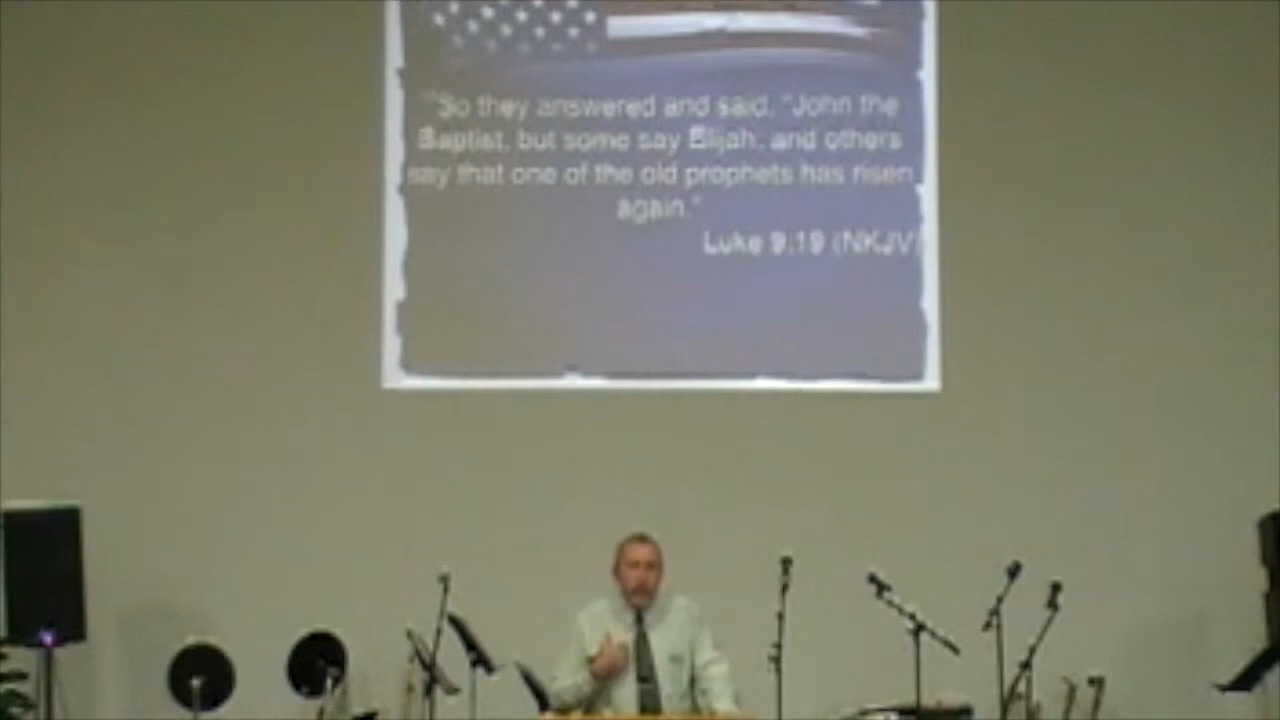 "So they answered and said, "John the
Baptist, but some say Elijah, and others
say that one of the old prophets has risen
again."
Luke 9:19 (NKJV)